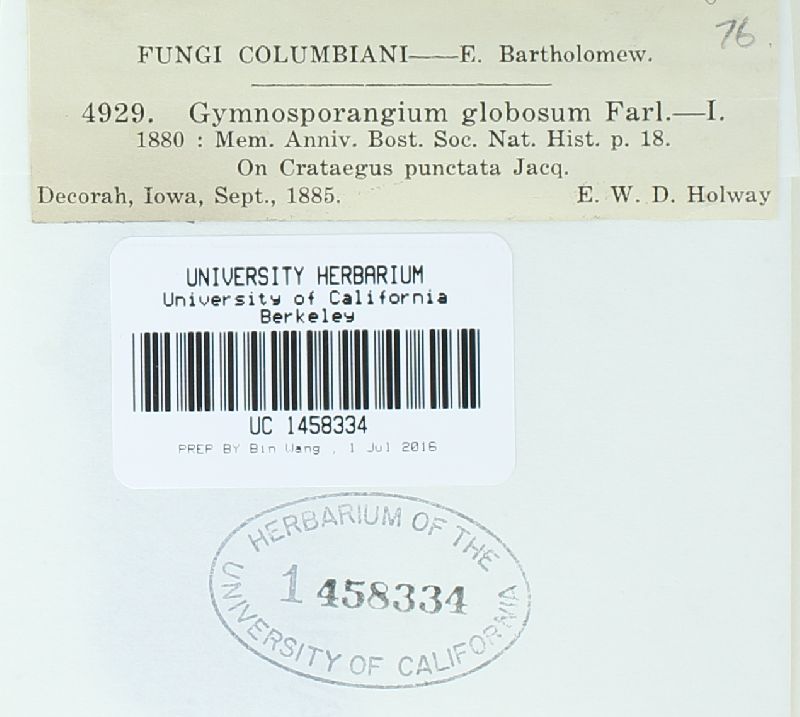 76.
FUNGI COLUMBIANI——E. Bartholomew.
4929. Gymnosporangium globosum Farl.—I.
1880 : Mem. Anniv. Bost. Soc. Nat. Hist. p. 18.
On Crataegus punctata Jacq.
Decorah, Iowa, Sept., 1885. E. W. D. Holway
UNIVERSITY HERBARIUM
University of California
Berkeley
UC 1458334
PREP BY Bin Wang , 1 Jul 2016
HERBARIUM OF THE
1458334
UNIVERSITY OF CALIFORNIA